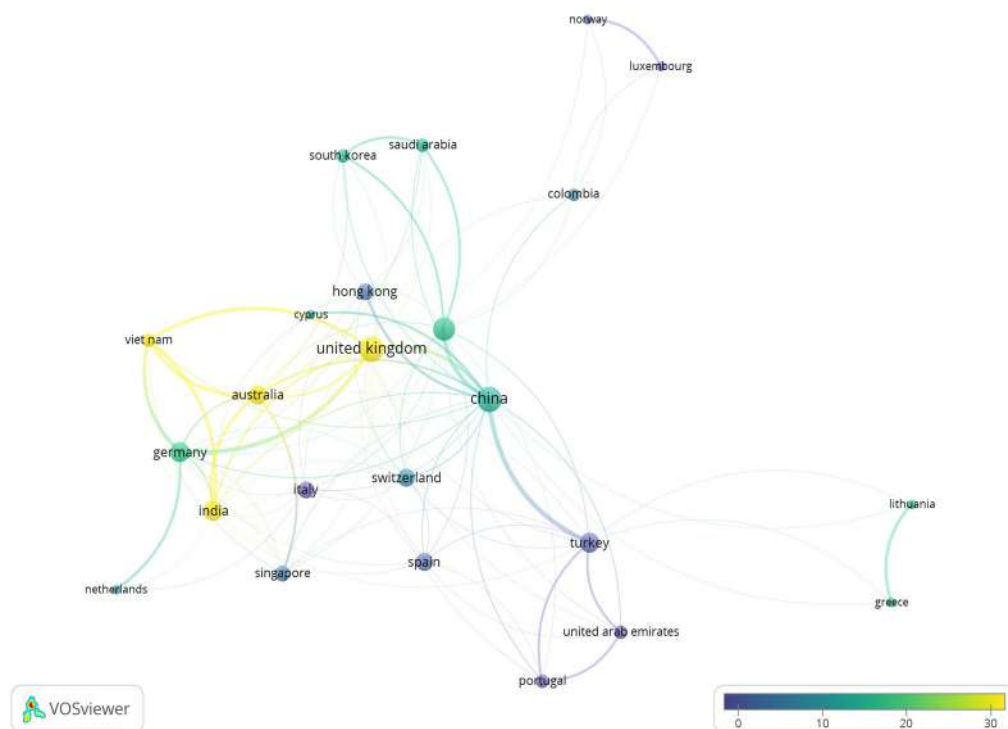 norway
luxembourg
saudi arabia
south korea
colombia
hong kong
cyprus
viet nam
united kingdom
australia
china
germany
switzerland
italy
lithuania
india
turkey
spain
singapore
netherlands
greece
united arab emirates
portugal
VOSviewer
0 10 20 30